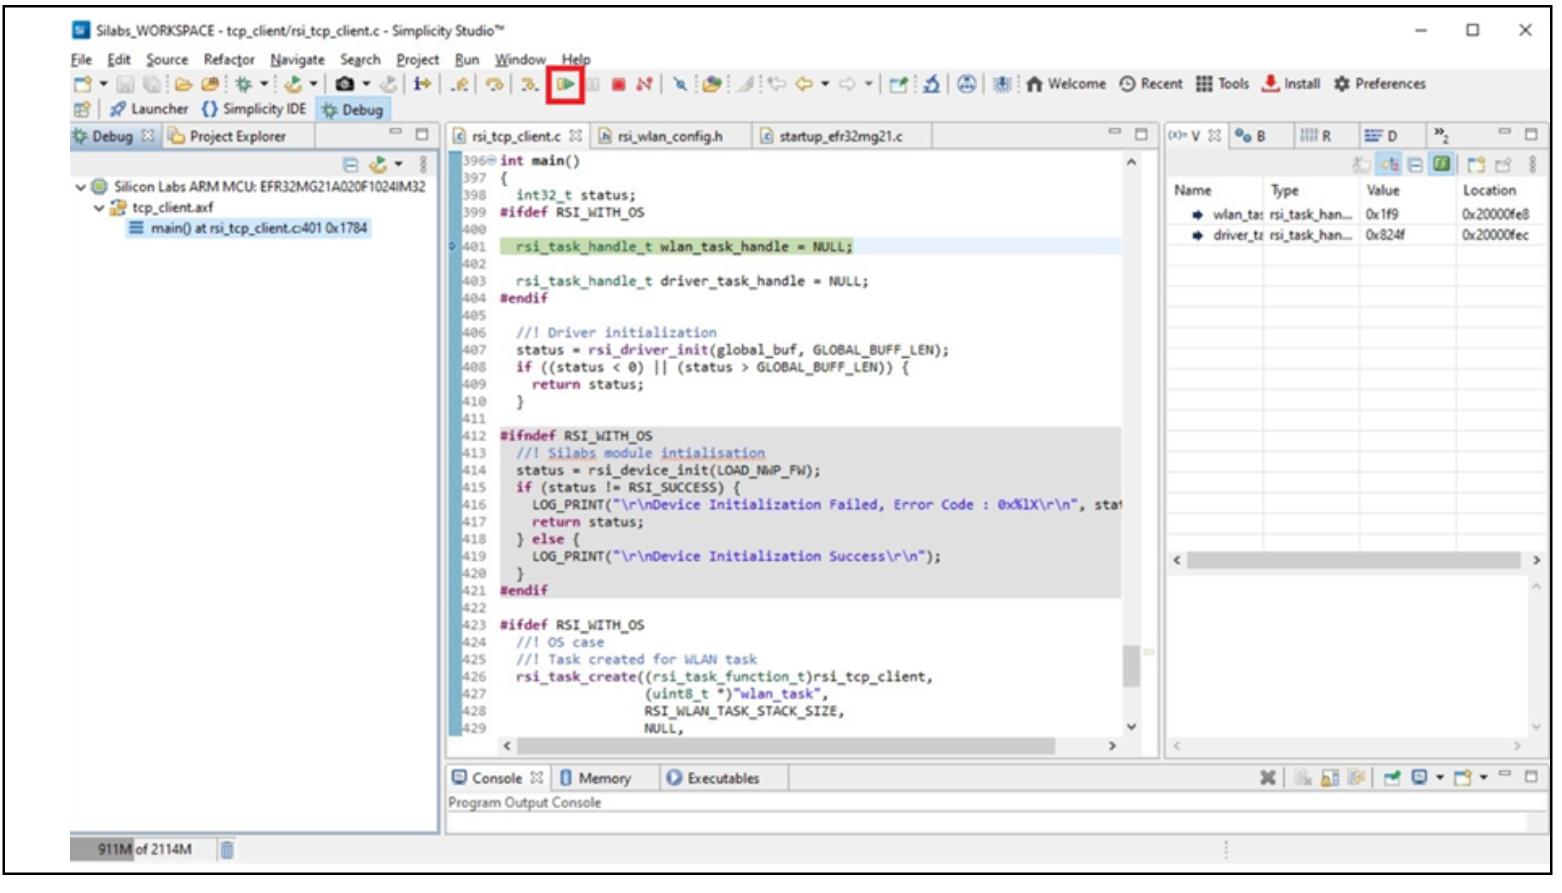 Silabs_WORKSPACE - tcp_client/rsi_tcp_client.c - Simplicity Studio™
File Edit Source Refactor Navigate Search Project Run Window Help
Welcome Recent Tools Install Preferences
Launcher {} Simplicity IDE Debug
Debug Project Explorer
Silicon Labs ARM MCU: EFR32MG21A020F1024IM32
tcp_client.axf
main() at rsi_tcp_client.c:401 0x1784
rsi_tcp_client.c rsi_wlan_config.h startup_efr32mg21.c
396 int main()
397 {
398 int32_t status;
399 #ifdef RSI_WITH_OS
400
401 rsi_task_handle_t wlan_task_handle = NULL;
402
403 rsi_task_handle_t driver_task_handle = NULL;
404 #endif
405
406 //! Driver initialization
407 status = rsi_driver_init(global_buf, GLOBAL_BUFF_LEN);
408 if ((status < 0) || (status > GLOBAL_BUFF_LEN)) {
409 return status;
410 }
411
412 #ifndef RSI_WITH_OS
413 //! Silabs module intialisation
414 status = rsi_device_init(LOAD_NWP_FW);
415 if (status != RSI_SUCCESS) {
416 LOG_PRINT("\r\nDevice Initialization Failed, Error Code : 0x%lX\r\n", stat
417 return status;
418 } else {
419 LOG_PRINT("\r\nDevice Initialization Success\r\n");
420 }
421 #endif
422
423 #ifdef RSI_WITH_OS
424 //! OS case
425 //! Task created for WLAN task
426 rsi_task_create((rsi_task_function_t)rsi_tcp_client,
427 (uint8_t *)"wlan_task",
428 RSI_WLAN_TASK_STACK_SIZE,
429 NULL,
(x)= V B R D »2
Name Type Value Location
wlan_tas rsi_task_han... 0x1f9 0x20000fe8
driver_ta rsi_task_han... 0x824f 0x20000fec
Console Memory Executables
Program Output Console
911M of 2114M